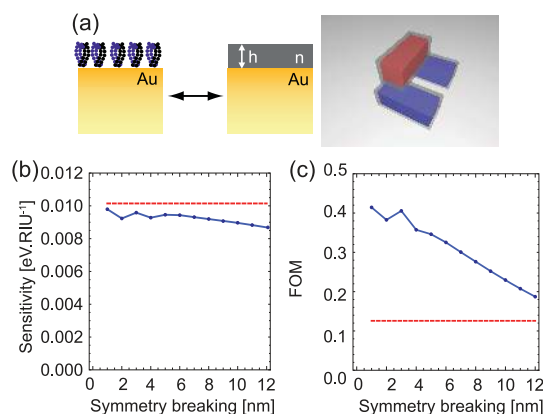 (a)
Au
h
n
Au
(b)
Sensitivity [eV.RIU⁻¹]
0.012
0.010
0.008
0.006
0.004
0.002
0.000
0 2 4 6 8 10 12
Symmetry breaking [nm]
(c)
FOM
0.5
0.4
0.3
0.2
0.1
0.0
0 2 4 6 8 10 12
Symmetry breaking [nm]